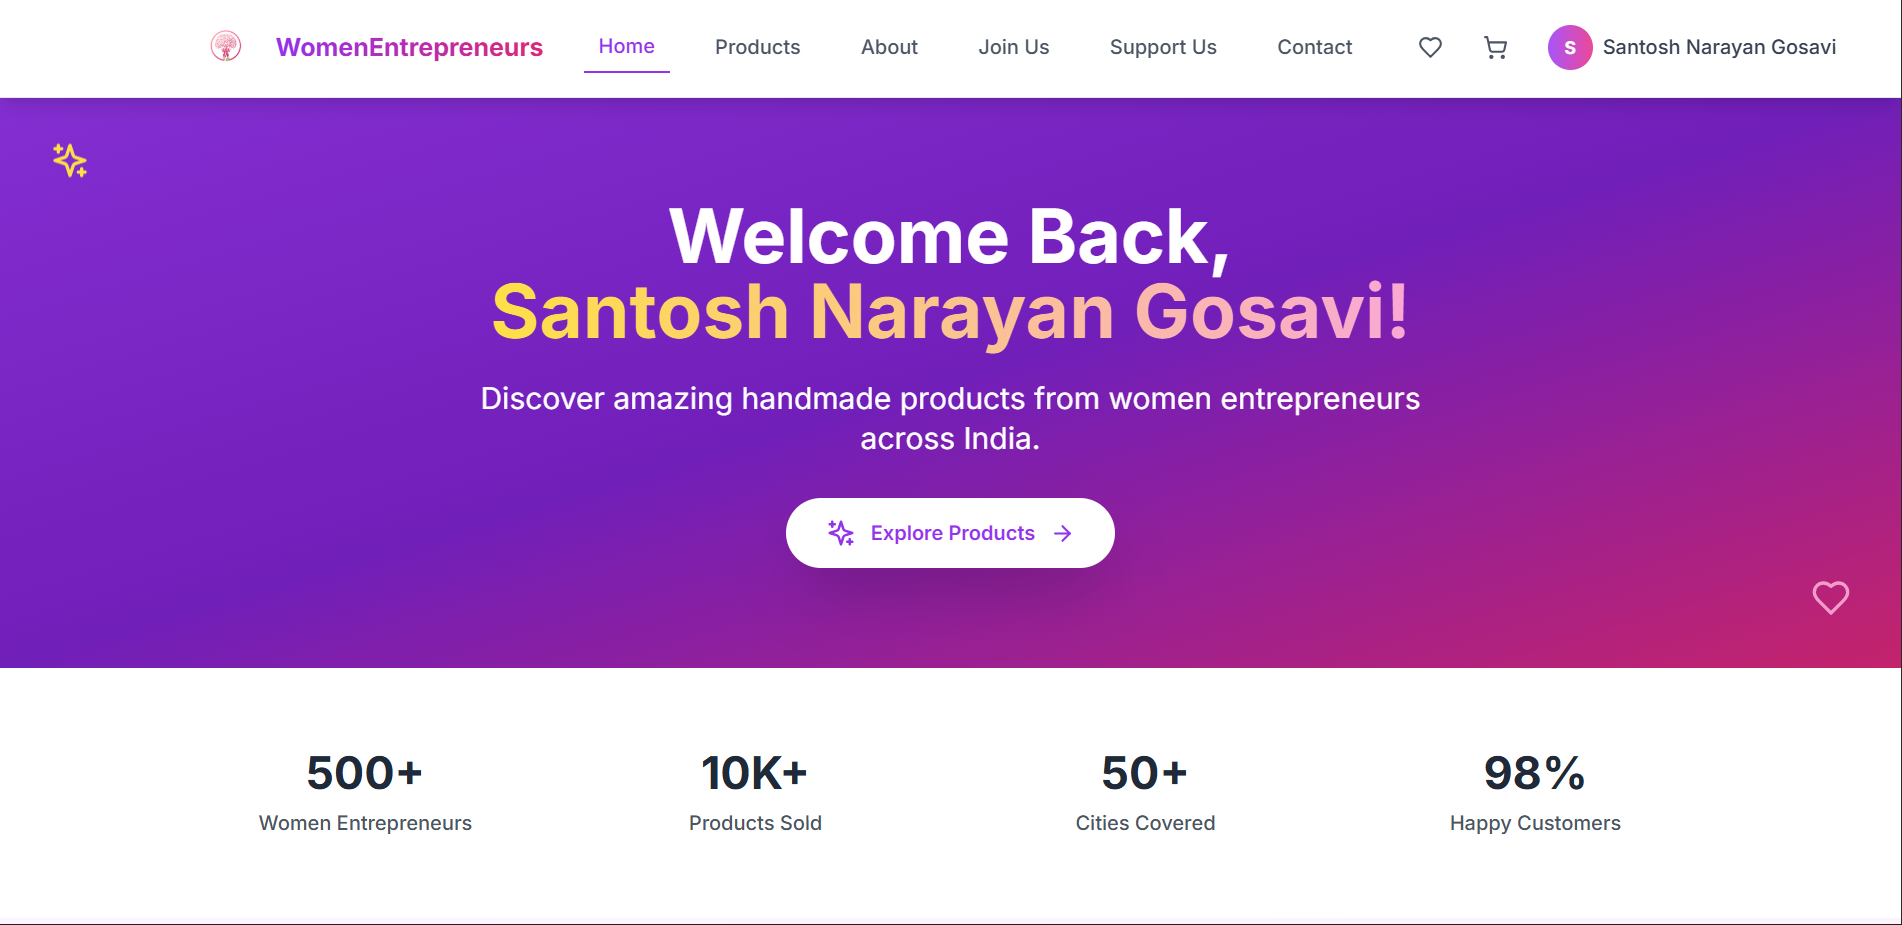 WomenEntrepreneurs
Home
Products
About
Join Us
Support Us
Contact
S
Santosh Narayan Gosavi
Welcome Back,
Santosh Narayan Gosavi!
Discover amazing handmade products from women entrepreneurs
across India.
Explore Products
500+
Women Entrepreneurs
10K+
Products Sold
50+
Cities Covered
98%
Happy Customers